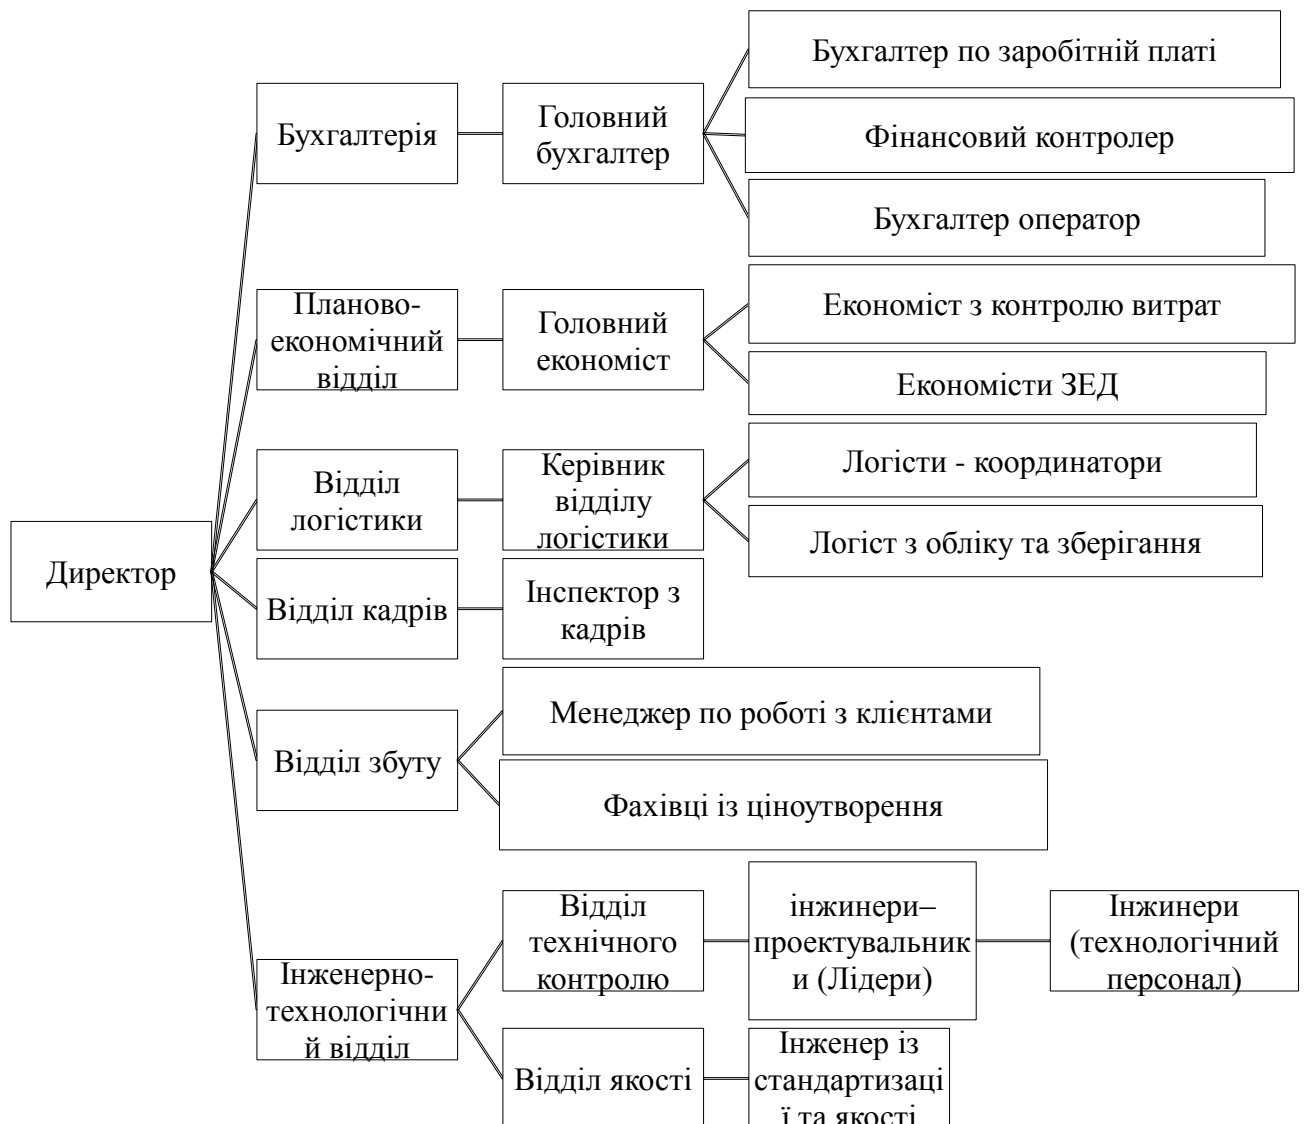 Бухгалтер по заробітній платі
Бухгалтерія
Головний
бухгалтер
Фінансовий контролер
Бухгалтер оператор
Планово-
економічний
відділ
Головний
економіст
Економіст з контролю витрат
Економісти ЗЕД
Відділ
логістики
Керівник
відділу
логістики
Логісти - координатори
Логіст з обліку та зберігання
Директор
Відділ кадрів
Інспектор з
кадрів
Відділ збуту
Менеджер по роботі з клієнтами
Фахівці із ціноутворення
Інженерно-
технологічни
й відділ
Відділ
технічного
контролю
інжинери–
проектувальник
и (Лідери)
Інжинери
(технологічний
персонал)
Відділ якості
Інженер із
стандартизаці
ї та якості